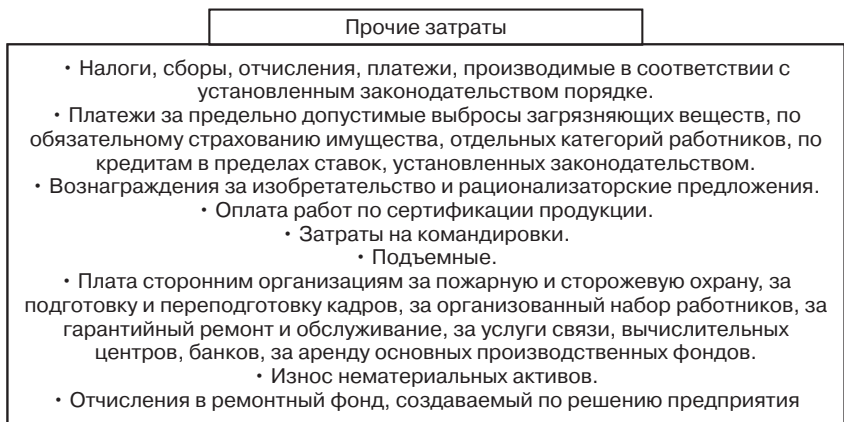 Прочие затраты
• Налоги, сборы, отчисления, платежи, производимые в соответствии с
установленным законодательством порядке.
• Платежи за предельно допустимые выбросы загрязняющих веществ, по
обязательному страхованию имущества, отдельных категорий работников, по
кредитам в пределах ставок, установленных законодательством.
• Вознаграждения за изобретательство и рационализаторские предложения.
• Оплата работ по сертификации продукции.
• Затраты на командировки.
• Подъемные.
• Плата сторонним организациям за пожарную и сторожевую охрану, за
подготовку и переподготовку кадров, за организованный набор работников, за
гарантийный ремонт и обслуживание, за услуги связи, вычислительных
центров, банков, за аренду основных производственных фондов.
• Износ нематериальных активов.
• Отчисления в ремонтный фонд, создаваемый по решению предприятия